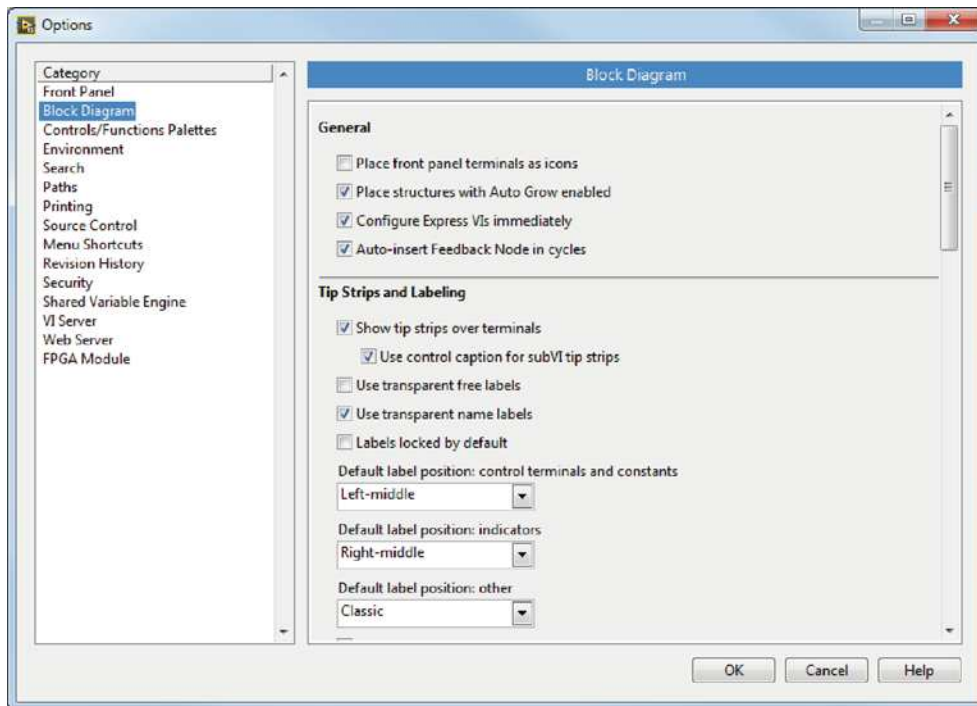 Options
Category
Front Panel
Block Diagram
Controls/Functions Palettes
Environment
Search
Paths
Printing
Source Control
Menu Shortcuts
Revision History
Security
Shared Variable Engine
VI Server
Web Server
FPGA Module
Block Diagram
General
Place front panel terminals as icons
Place structures with Auto Grow enabled
Configure Express VIs immediately
Auto-insert Feedback Node in cycles
Tip Strips and Labeling
Show tip strips over terminals
Use control caption for subVI tip strips
Use transparent free labels
Use transparent name labels
Labels locked by default
Default label position: control terminals and constants
Left-middle
Default label position: indicators
Right-middle
Default label position: other
Classic
OK Cancel Help